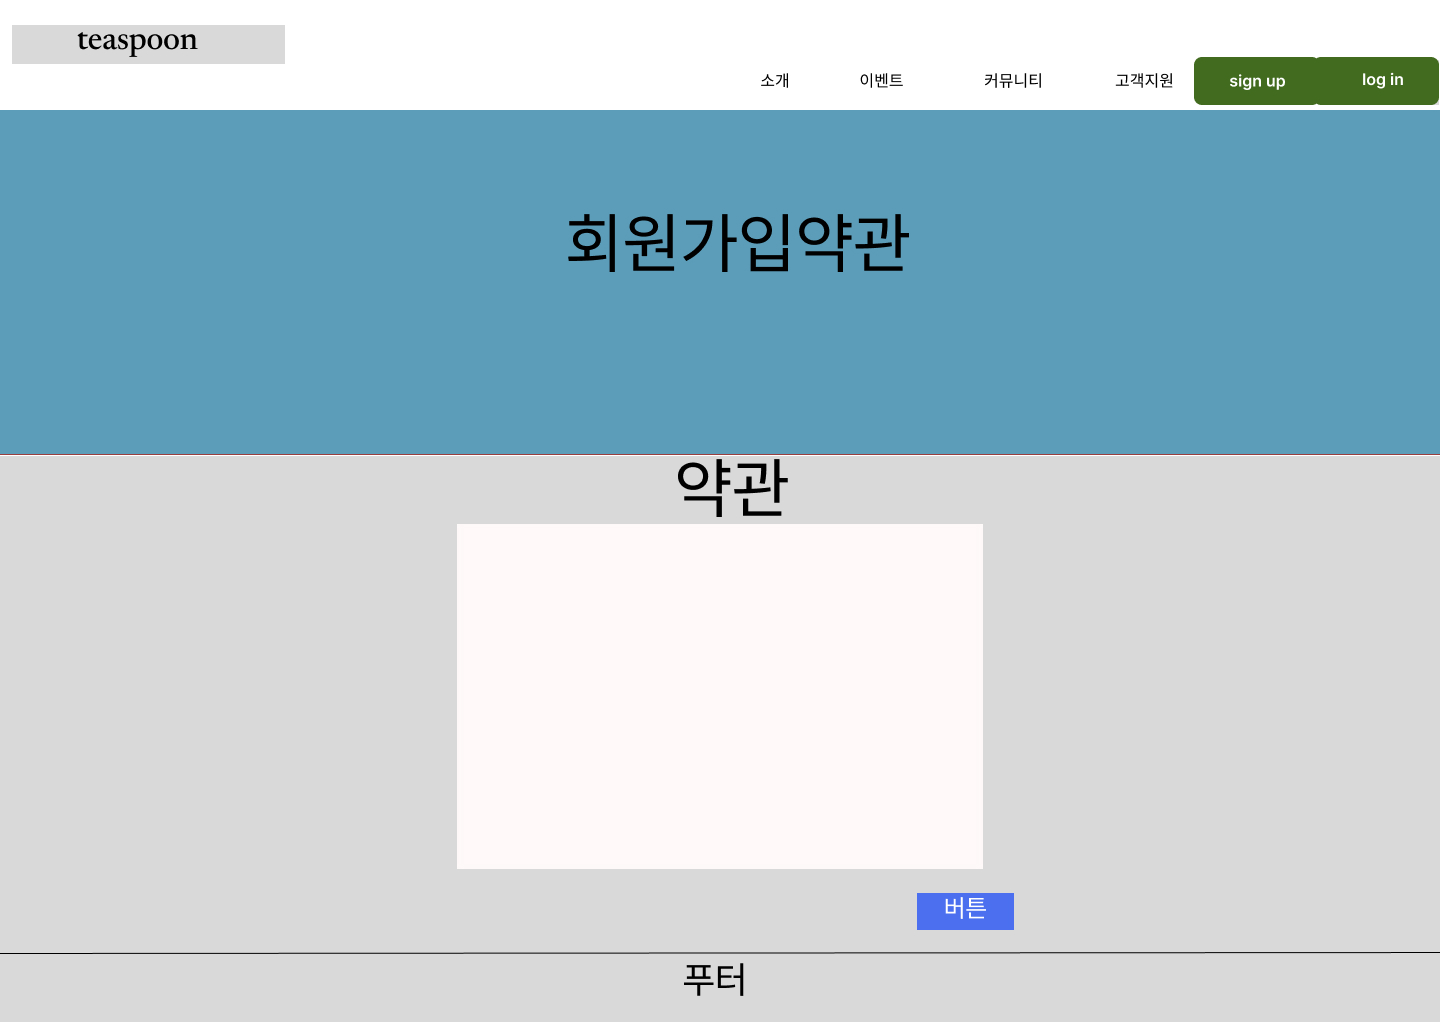 teaspoon
소개 이벤트 커뮤니티 고객지원 sign up log in
회원가입약관
약관
버튼
푸터